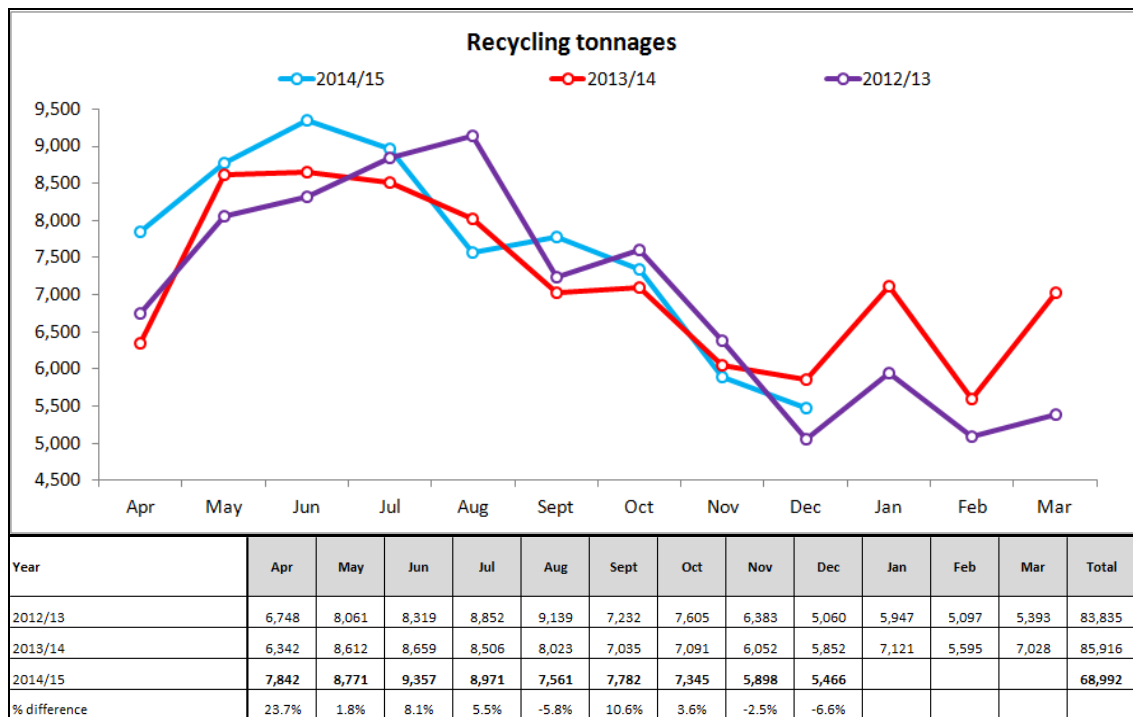 Recycling tonnages
2014/15 2013/14 2012/13
9,500
9,000
8,500
8,000
7,500
7,000
6,500
6,000
5,500
5,000
4,500
Apr May Jun Jul Aug Sept Oct Nov Dec Jan Feb Mar
Year Apr May Jun Jul Aug Sept Oct Nov Dec Jan Feb Mar Total
2012/13 6,748 8,061 8,319 8,852 9,139 7,232 7,605 6,383 5,060 5,947 5,097 5,393 83,835
2013/14 6,342 8,612 8,659 8,506 8,023 7,035 7,091 6,052 5,852 7,121 5,595 7,028 85,916
2014/15 7,842 8,771 9,357 8,971 7,561 7,782 7,345 5,898 5,466 68,992
% difference 23.7% 1.8% 8.1% 5.5% -5.8% 10.6% 3.6% -2.5% -6.6%